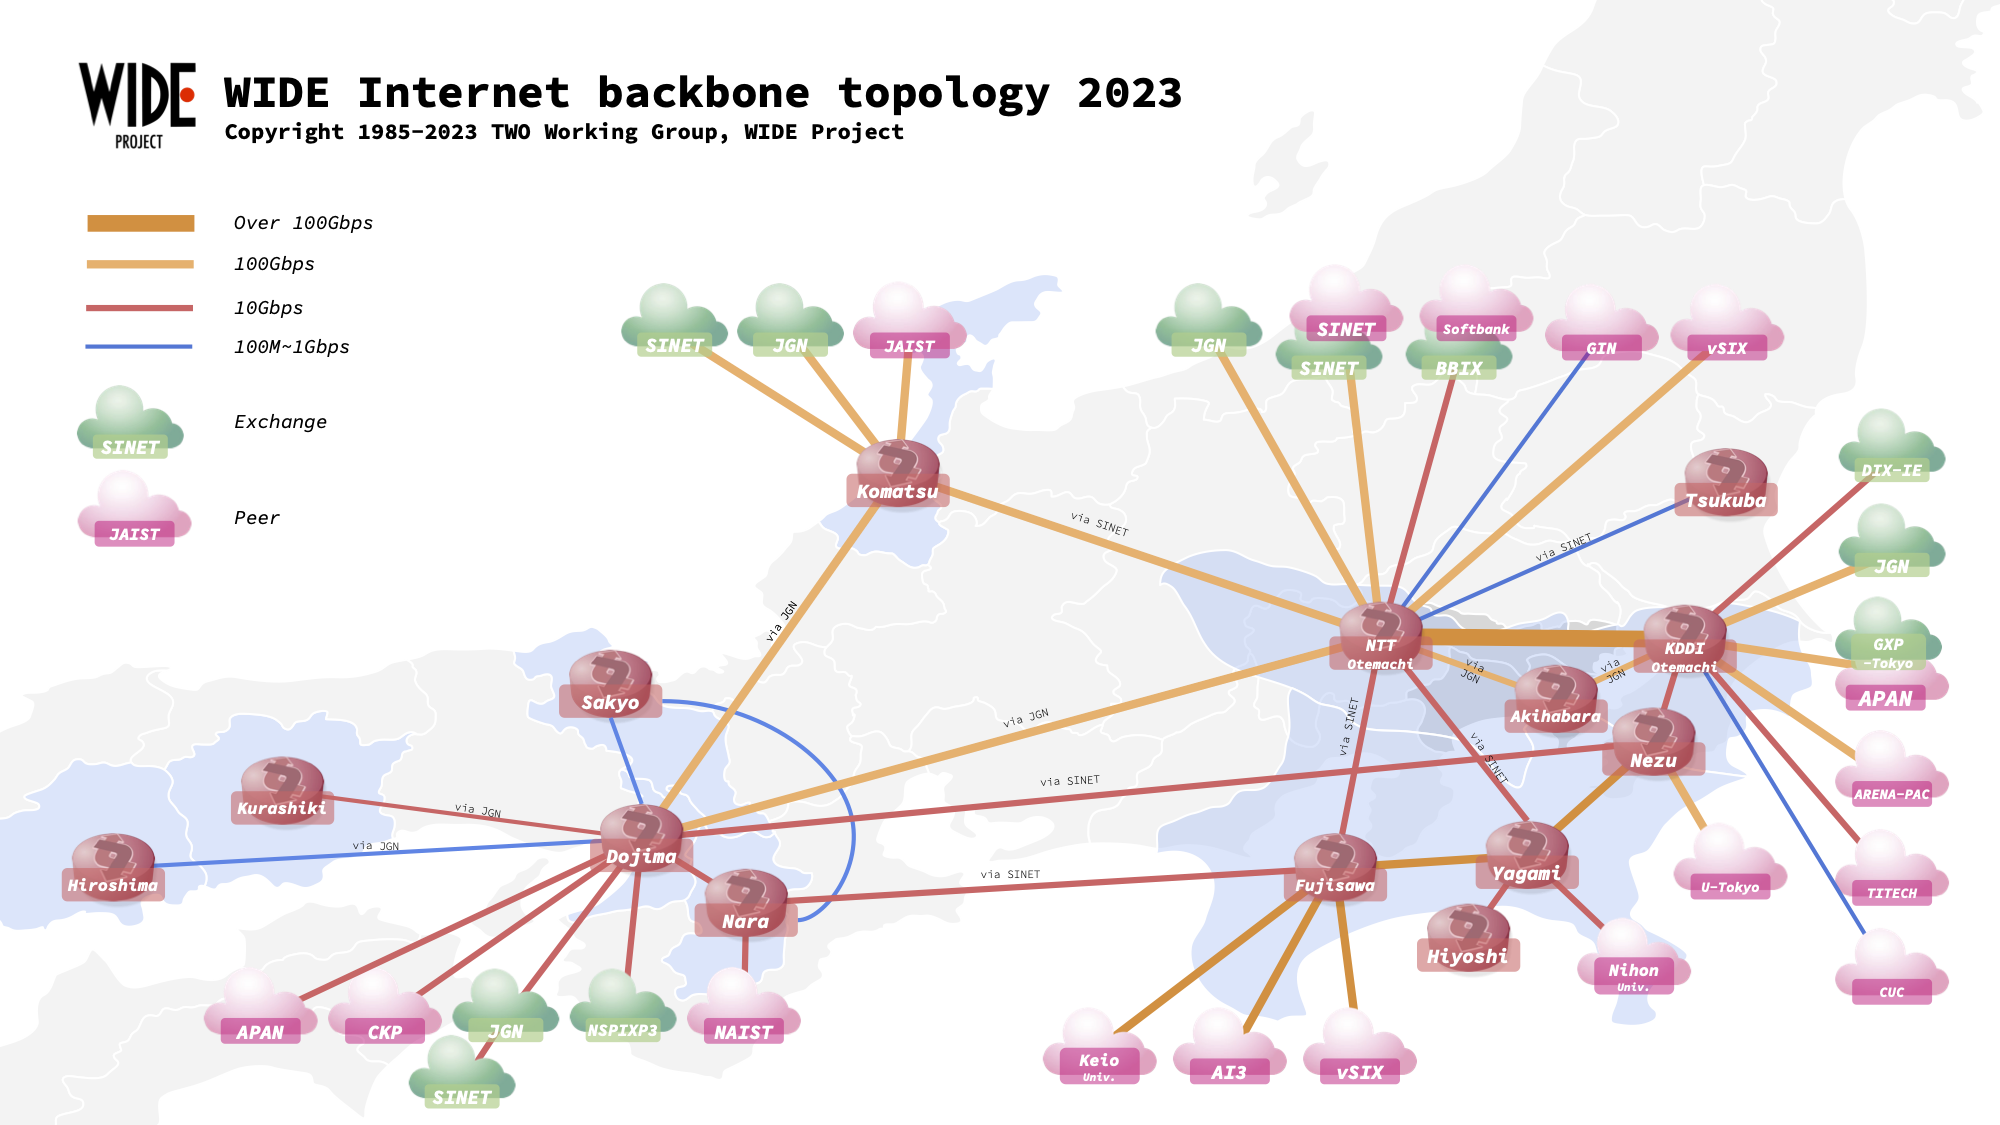 WIDE
PROJECT
WIDE Internet backbone topology 2023
Copyright 1985-2023 TWO Working Group, WIDE Project
Over 100Gbps
100Gbps
10Gbps
100M~1Gbps
SINET
Exchange
JAIST
Peer
SINET
JGN
JAIST
JGN
SINET
SINET
Softbank
BBIX
GIN
vSIX
Komatsu
Tsukuba
DIX-IE
JGN
GXP
-Tokyo
APAN
via SINET
via SINET
via JGN
NTT
Otemachi
KDDI
Otemachi
via
JGN
via
JGN
Akihabara
Sakyo
via JGN
via SINET
via SINET
Nezu
via SINET
ARENA-PAC
Kurashiki
via JGN
Hiroshima
via JGN
Dojima
Nara
via SINET
Fujisawa
Yagami
U-Tokyo
TITECH
Hiyoshi
Nihon
Univ.
CUC
APAN
CKP
JGN
NSPIXP3
NAIST
SINET
Keio
Univ.
AI3
vSIX